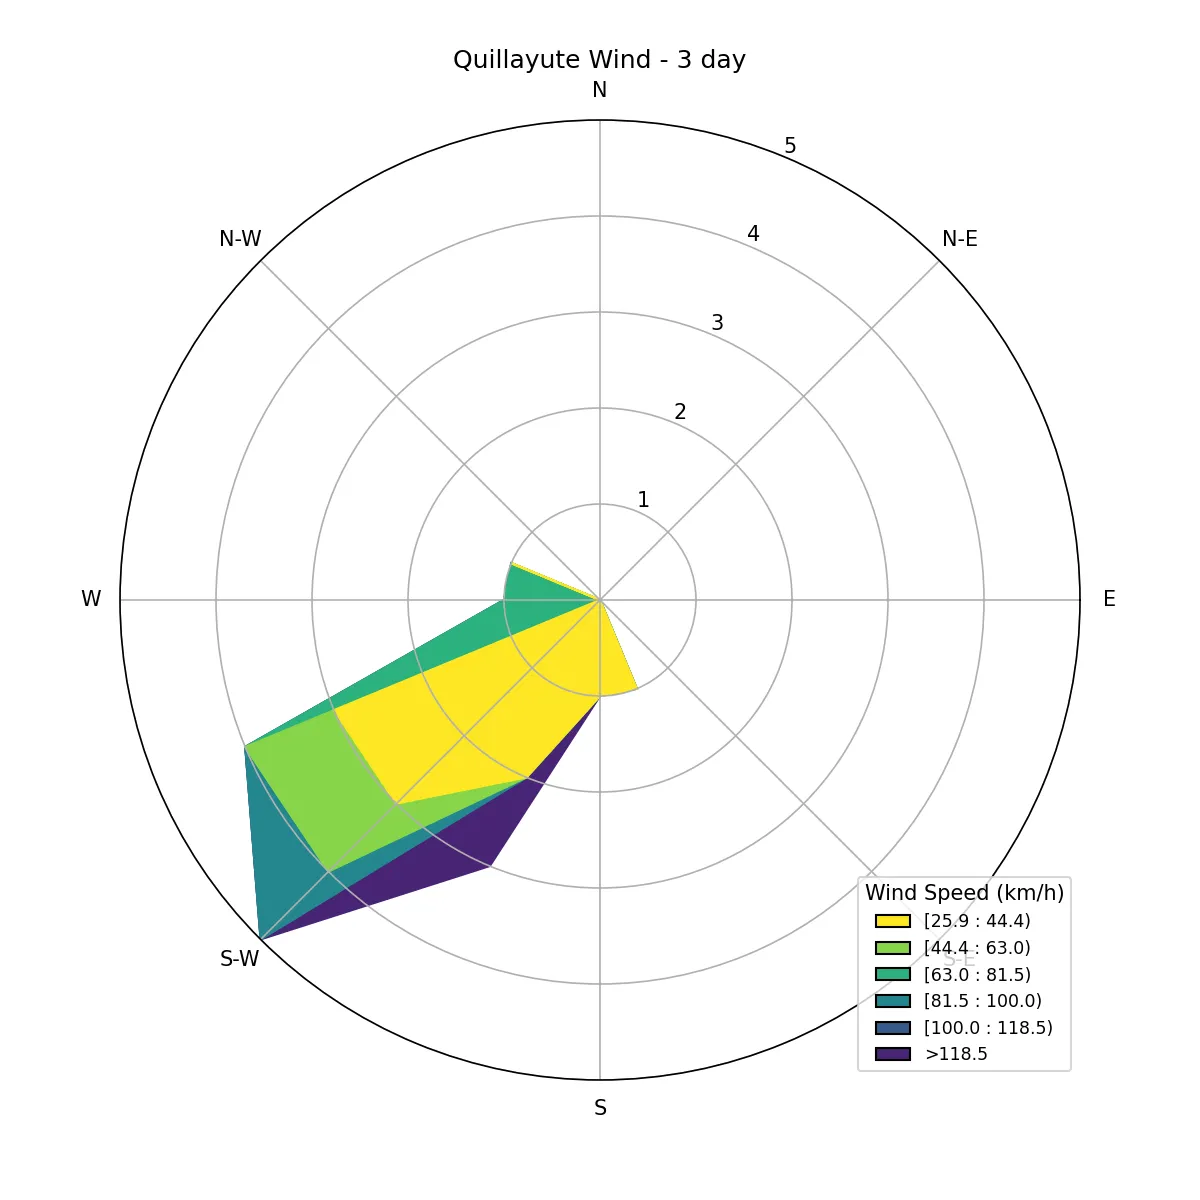 Quillayute Wind - 3 day
N
5
N-W
N-E
4
3
2
1
W
E
Wind Speed (km/h)
[25.9 : 44.4)
[44.4 : 63.0)
S-W
S-E
[63.0 : 81.5)
[81.5 : 100.0)
[100.0 : 118.5)
>118.5
S